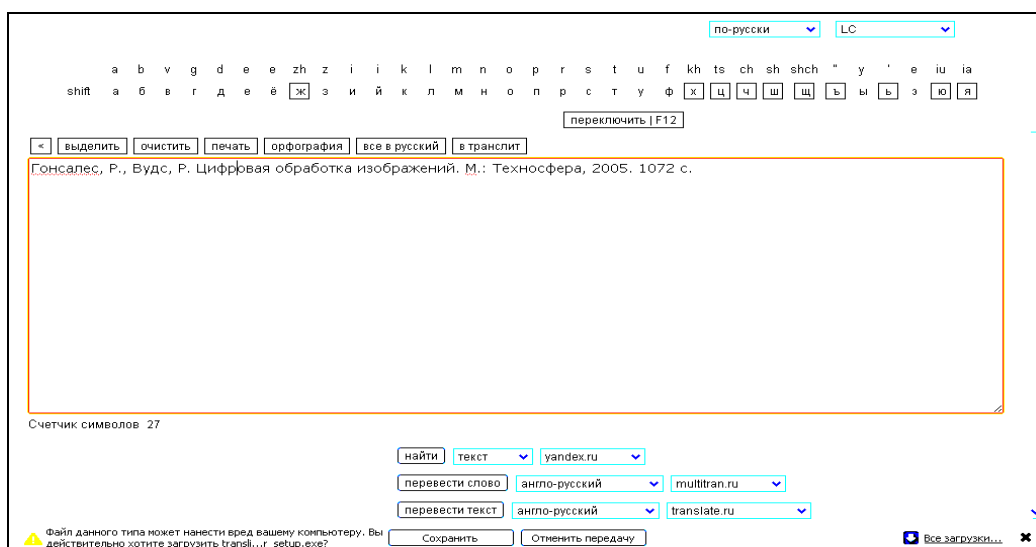 по-русски LC
a b v g d e e zh z i i k l m n o p r s t u f kh ts ch sh shch " y ' e iu ia
shift а б в г д е ё ж з и й к л м н о п р с т у ф х ц ч ш щ ъ ы ь э ю я
переключить | F12
< выделить очистить печать орфография все в русский в транслит
Гонсалес, Р., Вудс, Р. Цифровая обработка изображений. М.: Техносфера, 2005. 1072 с.
Счетчик символов 27
найти текст yandex.ru
перевести слово англо-русский multitran.ru
перевести текст англо-русский translate.ru
Файл данного типа может нанести вред вашему компьютеру. Вы
действительно хотите загрузить transli...r_setup.exe?
Сохранить Отменить передачу Все загрузки...